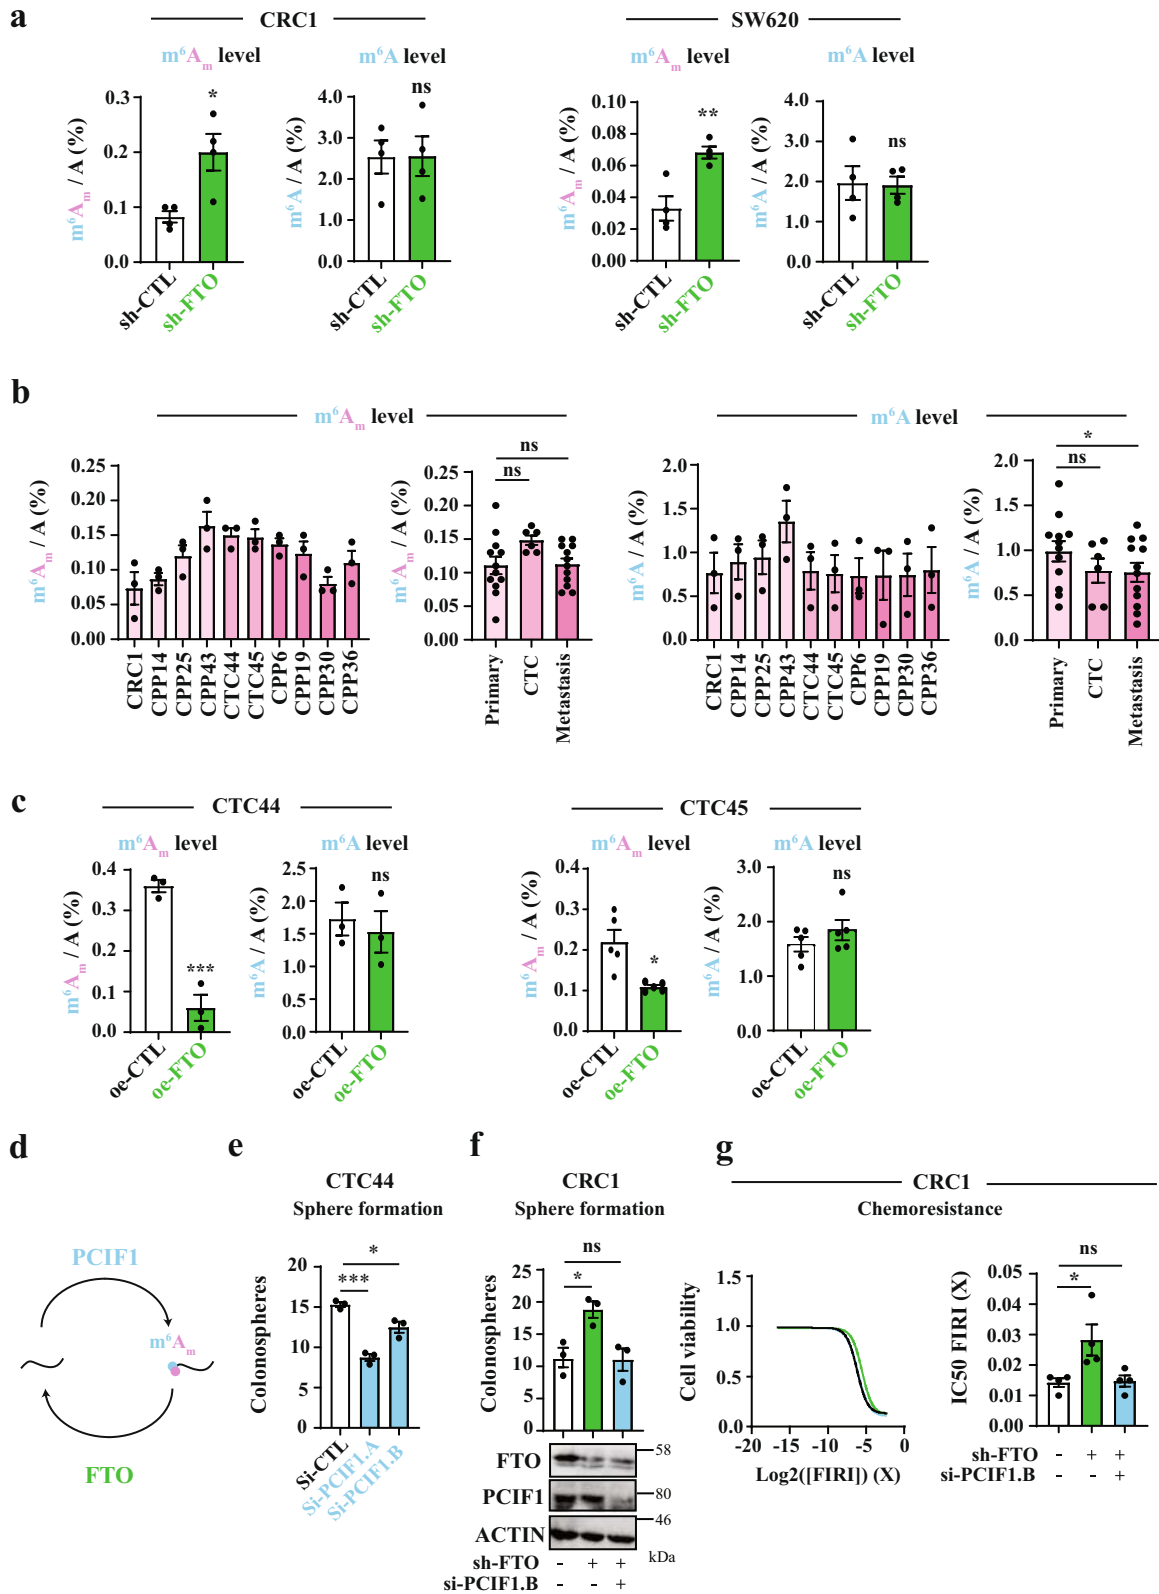 a
CRC1
SW620
m⁶Aₘ level
m⁶A level
m⁶Aₘ level
m⁶A level
m⁶Aₘ / A (%)
0.3
0.2
0.1
0.0
*
sh-CTL
sh-FTO
m⁶A / A (%)
4.0
3.0
2.0
1.0
0.0
ns
sh-CTL
sh-FTO
m⁶Aₘ / A (%)
0.10
0.08
0.06
0.04
0.02
0.00
**
sh-CTL
sh-FTO
m⁶A / A (%)
4.0
3.0
2.0
1.0
0.0
ns
sh-CTL
sh-FTO
b
m⁶Aₘ level
m⁶A level
m⁶Aₘ / A (%)
0.25
0.20
0.15
0.10
0.05
0.00
CRC1
CPP14
CPP25
CPP43
CTC44
CTC45
CPP6
CPP19
CPP30
CPP36
m⁶Aₘ / A (%)
0.25
0.20
0.15
0.10
0.05
0.00
ns
ns
Primary
CTC
Metastasis
m⁶A / A (%)
2.0
1.5
1.0
0.5
0.0
CRC1
CPP14
CPP25
CPP43
CTC44
CTC45
CPP6
CPP19
CPP30
CPP36
m⁶A / A (%)
2.0
1.5
1.0
0.5
0.0
*
ns
Primary
CTC
Metastasis
c
CTC44
CTC45
m⁶Aₘ level
m⁶A level
m⁶Aₘ level
m⁶A level
m⁶Aₘ / A (%)
0.4
0.3
0.2
0.1
0.0
***
oe-CTL
oe-FTO
m⁶A / A (%)
2.5
2.0
1.5
1.0
0.5
0.0
ns
oe-CTL
oe-FTO
m⁶Aₘ / A (%)
0.4
0.3
0.2
0.1
0.0
*
oe-CTL
oe-FTO
m⁶A / A (%)
3.0
2.0
1.0
0.0
ns
oe-CTL
oe-FTO
d
PCIF1
m⁶Aₘ
FTO
e
CTC44
Sphere formation
Colonospheres
20
15
10
5
0
*
***
Si-CTL
Si-PCIF1.A
Si-PCIF1.B
f
CRC1
Sphere formation
Colonospheres
25
20
15
10
5
0
ns
*
FTO
58
PCIF1
80
ACTIN
46
kDa
sh-FTO - + +
si-PCIF1.B - - +
g
CRC1
Chemoresistance
Cell viability
1.5
1.0
0.5
0.0
-20 -15 -10 -5 0
Log2([FIRI]) (X)
IC50 FIRI (X)
0.05
0.04
0.03
0.02
0.01
0.00
ns
*
sh-FTO - + +
si-PCIF1.B - - +